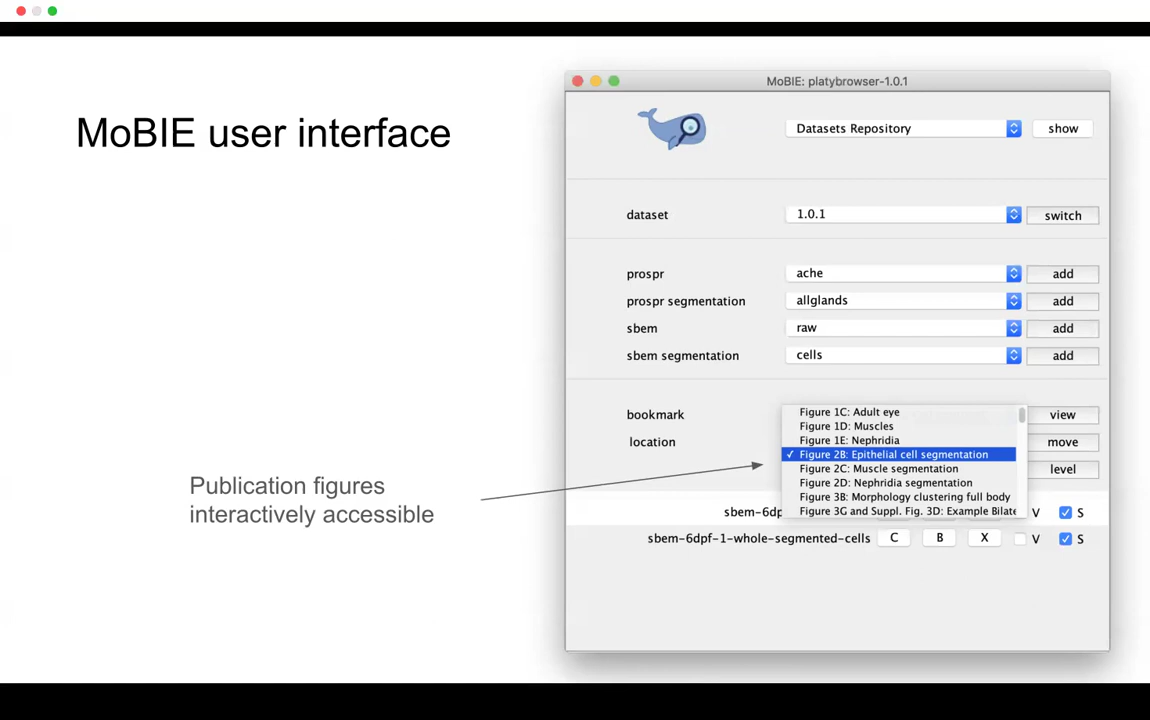 MoBIE: platybrowser-1.0.1
MoBIE user interface
Datasets Repository show
dataset 1.0.1 switch
prospr ache add
prospr segmentation allglands add
sbem raw add
sbem segmentation cells add
bookmark view
location move
level
Figure 1C: Adult eye
Figure 1D: Muscles
Figure 1E: Nephridia
✓ Figure 2B: Epithelial cell segmentation
Figure 2C: Muscle segmentation
Figure 2D: Nephridia segmentation
Figure 3B: Morphology clustering full body
Figure 3G and Suppl. Fig. 3D: Example Bilate
Publication figures
interactively accessible
sbem-6dp V S
sbem-6dpf-1-whole-segmented-cells C B X V S